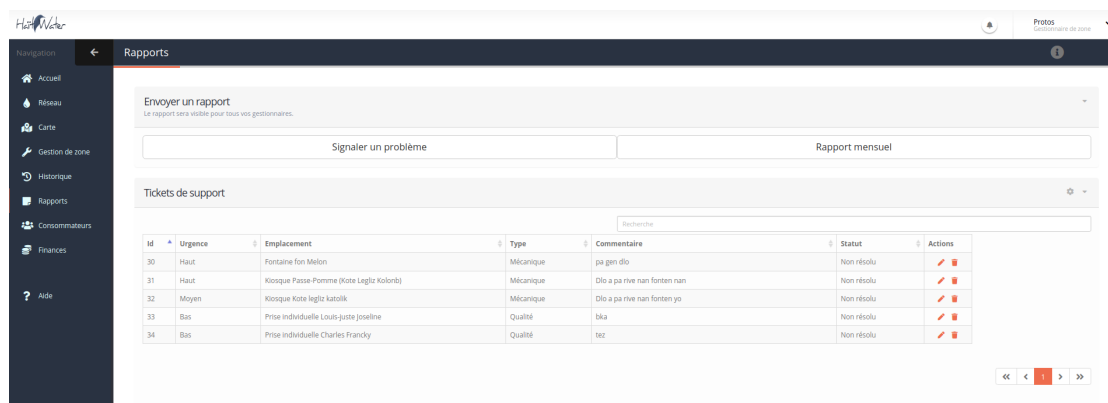 HaïtiWater
Protos
Gestionnaire de zone
Navigation
Rapports
Accueil
Réseau
Carte
Gestion de zone
Historique
Rapports
Consommateurs
Finances
Aide
Envoyer un rapport
Le rapport sera visible pour tous vos gestionnaires.
Signaler un problème Rapport mensuel
Tickets de support
Recherche
Id Urgence Emplacement Type Commentaire Statut Actions
30 Haut Fontaine fon Melon Mécanique pa gen dlo Non résolu
31 Haut Kiosque Passe-Pomme (Kote Legliz Kolonb) Mécanique Dlo a pa rive nan fonten nan Non résolu
32 Moyen Kiosque Kote legliz katolik Mécanique Dlo a pa rive nan fonten yo Non résolu
33 Bas Prise individuelle Louis-juste Joseline Qualité bka Non résolu
34 Bas Prise individuelle Charles Francky Qualité tez Non résolu
1